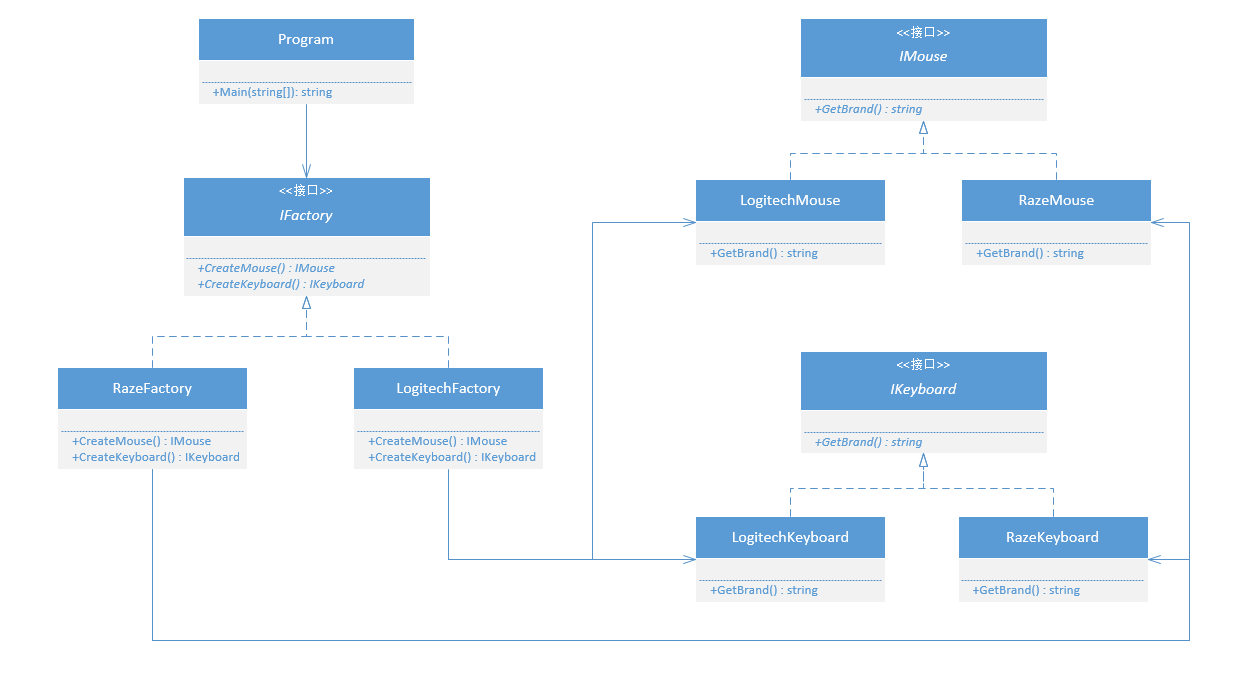 Program
+Main(string[]): string
<<接口>>
IFactory
+CreateMouse() : IMouse
+CreateKeyboard() : IKeyboard
RazeFactory
+CreateMouse() : IMouse
+CreateKeyboard() : IKeyboard
LogitechFactory
+CreateMouse() : IMouse
+CreateKeyboard() : IKeyboard
<<接口>>
IMouse
+GetBrand() : string
LogitechMouse
+GetBrand() : string
RazeMouse
+GetBrand() : string
<<接口>>
IKeyboard
+GetBrand() : string
LogitechKeyboard
+GetBrand() : string
RazeKeyboard
+GetBrand() : string